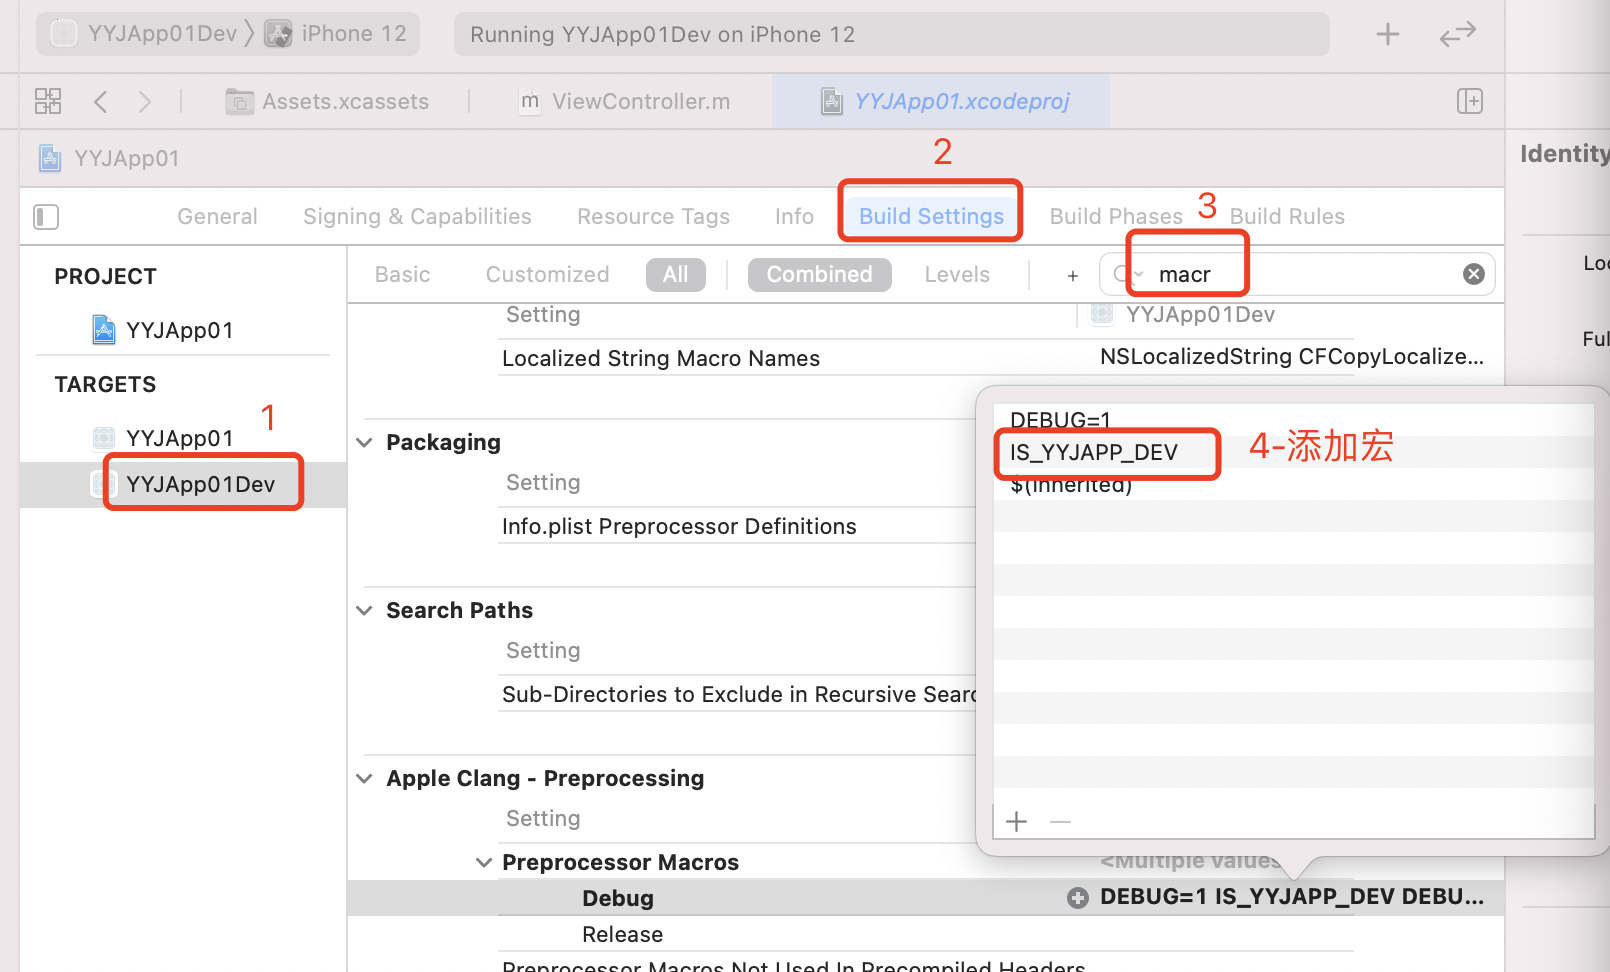 YYJApp01Dev 〉 iPhone 12
Running YYJApp01Dev on iPhone 12
Assets.xcassets
m ViewController.m
YYJApp01.xcodeproj
YYJApp01
2
Identity
General
Signing & Capabilities
Resource Tags
Info
Build Settings
Build Phases
3
Build Rules
PROJECT
YYJApp01
TARGETS
YYJApp01
1
YYJApp01Dev
Basic
Customized
All
Combined
Levels
+
macr
Setting
YYJApp01Dev
Localized String Macro Names
NSLocalizedString CFCopyLocalize...
Packaging
Setting
Info.plist Preprocessor Definitions
Search Paths
Setting
Sub-Directories to Exclude in Recursive Searc
Apple Clang - Preprocessing
Setting
Preprocessor Macros
<Multiple values
Debug
DEBUG=1 IS_YYJAPP_DEV DEBU...
Release
Preprocessor Macros Not Used In Precompiled Headers
DEBUG=1
IS_YYJAPP_DEV
4-添加宏
$(inherited)
Loc
Ful